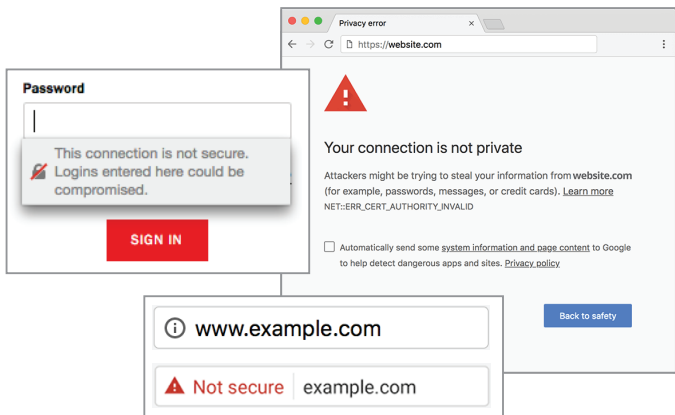 Privacy error
https://website.com
Password
This connection is not secure.
Logins entered here could be
compromised.
SIGN IN
Your connection is not private
Attackers might be trying to steal your information from website.com
(for example, passwords, messages, or credit cards). Learn more
NET::ERR_CERT_AUTHORITY_INVALID
Automatically send some system information and page content to Google
to help detect dangerous apps and sites. Privacy policy
Back to safety
www.example.com
Not secure example.com